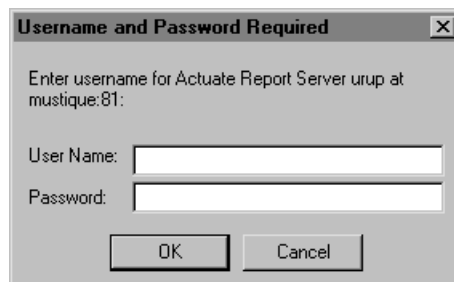 Username and Password Required
Enter username for Actuate Report Server urup at
mustique:81:
User Name:
Password:
OK
Cancel